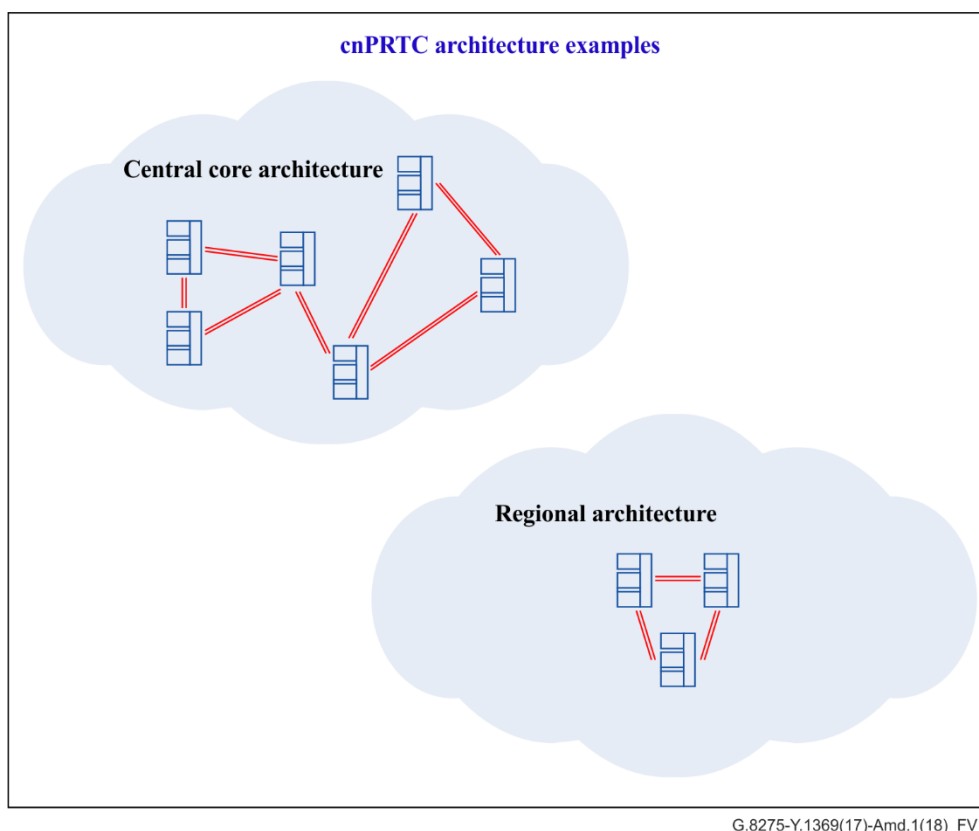 cnPRTC architecture examples
Central core architecture
Regional architecture
G.8275-Y.1369(17)-Amd.1(18)_FV